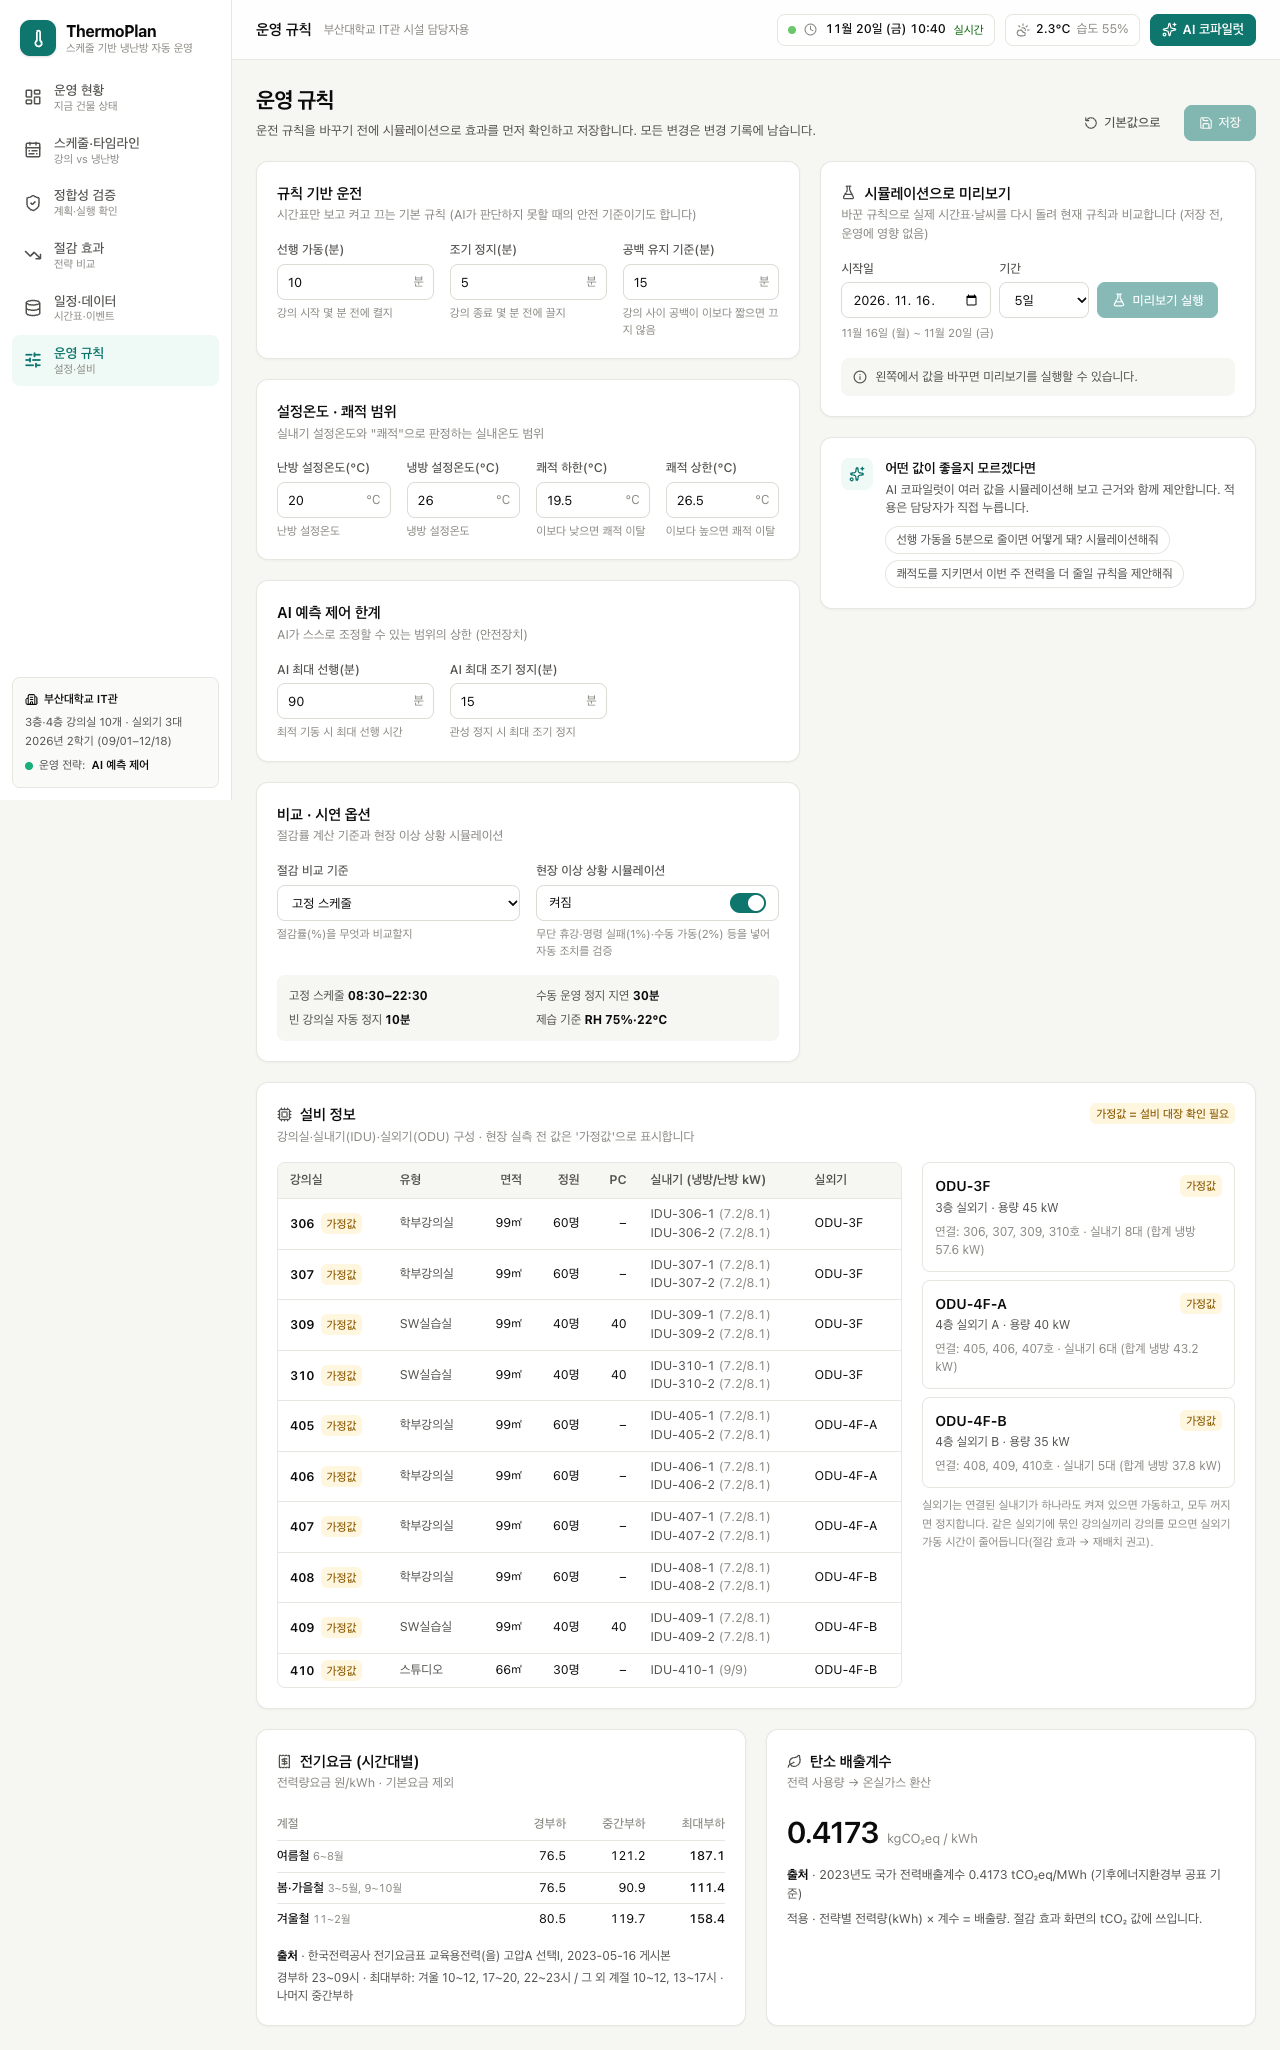 ThermoPlan
스케줄 기반 냉난방 자동 운영
운영 현황
지금 건물 상태
스케줄·타임라인
강의 vs 냉난방
정합성 검증
계획·실행 확인
절감 효과
전략 비교
일정·데이터
시간표·이벤트
운영 규칙
설정·설비
부산대학교 IT관
3층·4층 강의실 10개 · 실외기 3대
2026년 2학기 (09/01–12/18)
운영 전략: AI 예측 제어
운영 규칙 부산대학교 IT관 시설 담당자용
11월 20일 (금) 10:40 실시간
2.3°C 습도 55%
AI 코파일럿
운영 규칙
운전 규칙을 바꾸기 전에 시뮬레이션으로 효과를 먼저 확인하고 저장합니다. 모든 변경은 변경 기록에 남습니다.
기본값으로
저장
규칙 기반 운전
시간표만 보고 켜고 끄는 기본 규칙 (AI가 판단하지 못할 때의 안전 기준이기도 합니다)
선행 가동(분) 조기 정지(분) 공백 유지 기준(분)
10 분 5 분 15 분
강의 시작 몇 분 전에 켤지 강의 종료 몇 분 전에 끌지 강의 사이 공백이 이보다 짧으면 끄
지 않음
설정온도 · 쾌적 범위
실내기 설정온도와 "쾌적"으로 판정하는 실내온도 범위
난방 설정온도(°C) 냉방 설정온도(°C) 쾌적 하한(°C) 쾌적 상한(°C)
20 °C 26 °C 19.5 °C 26.5 °C
난방 설정온도 냉방 설정온도 이보다 낮으면 쾌적 이탈 이보다 높으면 쾌적 이탈
AI 예측 제어 한계
AI가 스스로 조정할 수 있는 범위의 상한 (안전장치)
AI 최대 선행(분) AI 최대 조기 정지(분)
90 분 15 분
최적 기동 시 최대 선행 시간 관성 정지 시 최대 조기 정지
비교 · 시연 옵션
절감률 계산 기준과 현장 이상 상황 시뮬레이션
절감 비교 기준 현장 이상 상황 시뮬레이션
고정 스케줄 켜짐
절감률(%)을 무엇과 비교할지 무단 휴강·명령 실패(1%)·수동 가동(2%) 등을 넣어
자동 조치를 검증
고정 스케줄 08:30–22:30 수동 운영 정지 지연 30분
빈 강의실 자동 정지 10분 제습 기준 RH 75%·22°C
시뮬레이션으로 미리보기
바꾼 규칙으로 실제 시간표·날씨를 다시 돌려 현재 규칙과 비교합니다 (저장 전,
운영에 영향 없음)
시작일 기간
2026. 11. 16. 5일 미리보기 실행
11월 16일 (월) ~ 11월 20일 (금)
왼쪽에서 값을 바꾸면 미리보기를 실행할 수 있습니다.
어떤 값이 좋을지 모르겠다면
AI 코파일럿이 여러 값을 시뮬레이션해 보고 근거와 함께 제안합니다. 적
용은 담당자가 직접 누릅니다.
선행 가동을 5분으로 줄이면 어떻게 돼? 시뮬레이션해줘
쾌적도를 지키면서 이번 주 전력을 더 줄일 규칙을 제안해줘
설비 정보
가정값 = 설비 대장 확인 필요
강의실·실내기(IDU)·실외기(ODU) 구성 · 현장 실측 전 값은 '가정값'으로 표시합니다
강의실 유형 면적 정원 PC 실내기 (냉방/난방 kW) 실외기
306 가정값 학부강의실 99㎡ 60명 – IDU-306-1 (7.2/8.1) ODU-3F
IDU-306-2 (7.2/8.1)
307 가정값 학부강의실 99㎡ 60명 – IDU-307-1 (7.2/8.1) ODU-3F
IDU-307-2 (7.2/8.1)
309 가정값 SW실습실 99㎡ 40명 40 IDU-309-1 (7.2/8.1) ODU-3F
IDU-309-2 (7.2/8.1)
310 가정값 SW실습실 99㎡ 40명 40 IDU-310-1 (7.2/8.1) ODU-3F
IDU-310-2 (7.2/8.1)
405 가정값 학부강의실 99㎡ 60명 – IDU-405-1 (7.2/8.1) ODU-4F-A
IDU-405-2 (7.2/8.1)
406 가정값 학부강의실 99㎡ 60명 – IDU-406-1 (7.2/8.1) ODU-4F-A
IDU-406-2 (7.2/8.1)
407 가정값 학부강의실 99㎡ 60명 – IDU-407-1 (7.2/8.1) ODU-4F-A
IDU-407-2 (7.2/8.1)
408 가정값 학부강의실 99㎡ 60명 – IDU-408-1 (7.2/8.1) ODU-4F-B
IDU-408-2 (7.2/8.1)
409 가정값 SW실습실 99㎡ 40명 40 IDU-409-1 (7.2/8.1) ODU-4F-B
IDU-409-2 (7.2/8.1)
410 가정값 스튜디오 66㎡ 30명 – IDU-410-1 (9/9) ODU-4F-B
ODU-3F 가정값
3층 실외기 · 용량 45 kW
연결: 306, 307, 309, 310호 · 실내기 8대 (합계 냉방
57.6 kW)
ODU-4F-A 가정값
4층 실외기 A · 용량 40 kW
연결: 405, 406, 407호 · 실내기 6대 (합계 냉방 43.2
kW)
ODU-4F-B 가정값
4층 실외기 B · 용량 35 kW
연결: 408, 409, 410호 · 실내기 5대 (합계 냉방 37.8 kW)
실외기는 연결된 실내기가 하나라도 켜져 있으면 가동하고, 모두 꺼지
면 정지합니다. 같은 실외기에 묶인 강의실끼리 강의를 모으면 실외기
가동 시간이 줄어듭니다(절감 효과 → 재배치 권고).
전기요금 (시간대별)
전력량요금 원/kWh · 기본요금 제외
계절 경부하 중간부하 최대부하
여름철 6~8월 76.5 121.2 187.1
봄·가을철 3~5월, 9~10월 76.5 90.9 111.4
겨울철 11~2월 80.5 119.7 158.4
출처 · 한국전력공사 전기요금표 교육용전력(을) 고압A 선택Ⅰ, 2023-05-16 게시본
경부하 23~09시 · 최대부하: 겨울 10~12, 17~20, 22~23시 / 그 외 계절 10~12, 13~17시 ·
나머지 중간부하
탄소 배출계수
전력 사용량 → 온실가스 환산
0.4173 kgCO₂eq / kWh
출처 · 2023년도 국가 전력배출계수 0.4173 tCO₂eq/MWh (기후에너지환경부 공표 기
준)
적용 · 전략별 전력량(kWh) × 계수 = 배출량. 절감 효과 화면의 tCO₂ 값에 쓰입니다.